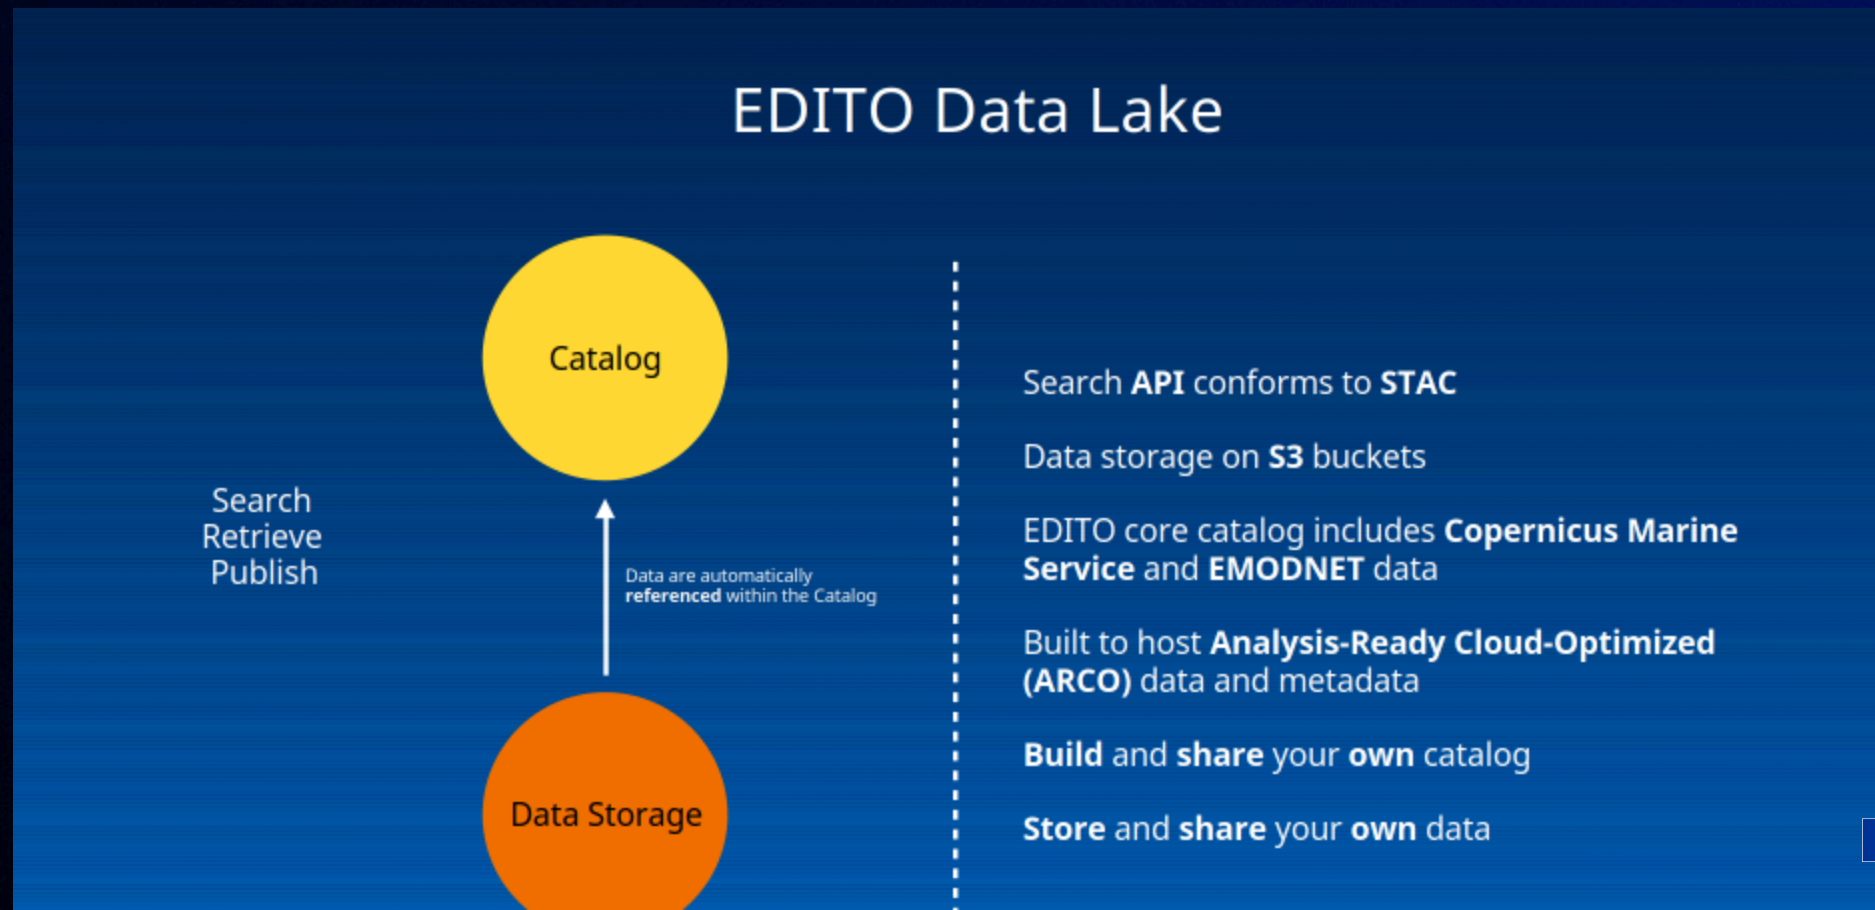 EDITO Data Lake
Catalog
Search
Retrieve
Publish
Data are automatically
referenced within the Catalog
Data Storage
Search API conforms to STAC
Data storage on S3 buckets
EDITO core catalog includes Copernicus Marine
Service and EMODNET data
Built to host Analysis-Ready Cloud-Optimized
(ARCO) data and metadata
Build and share your own catalog
Store and share your own data